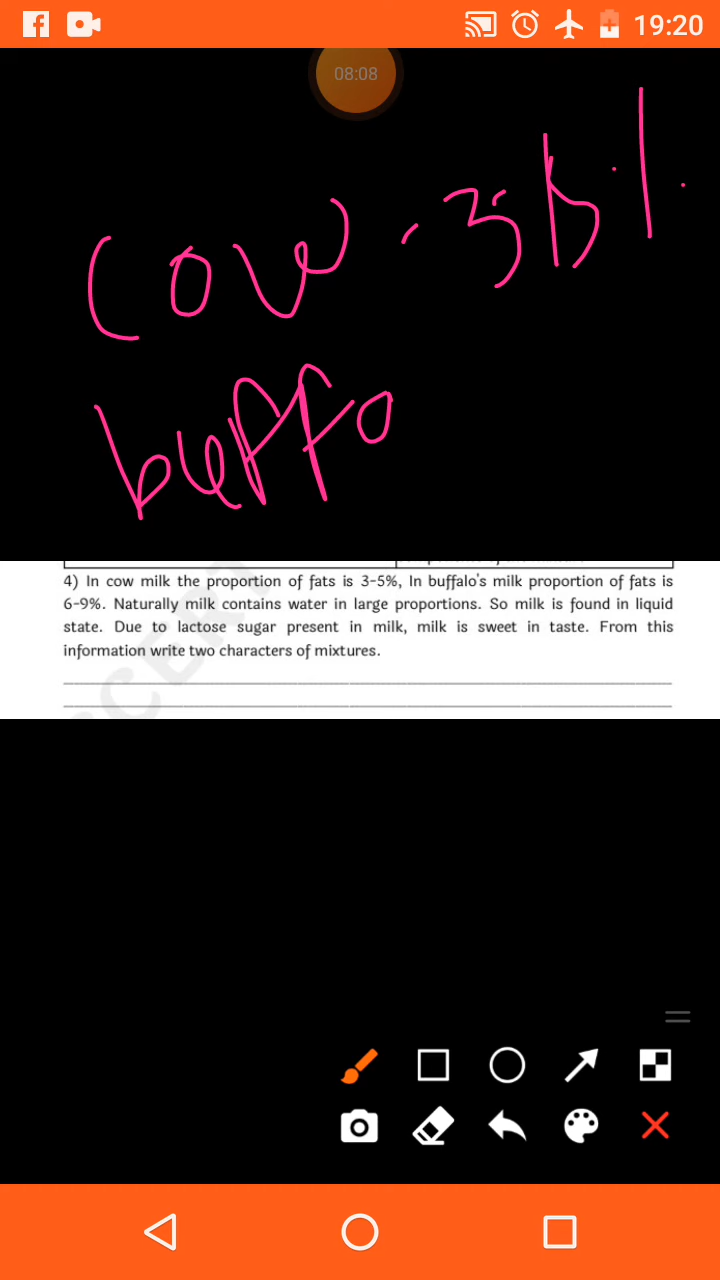 19:20
08:08
cow - 3-5 %.
buffo
4) In cow milk the proportion of fats is 3-5%, In buffalo's milk proportion of fats is
6-9%. Naturally milk contains water in large proportions. So milk is found in liquid
state. Due to lactose sugar present in milk, milk is sweet in taste. From this
information write two characters of mixtures.